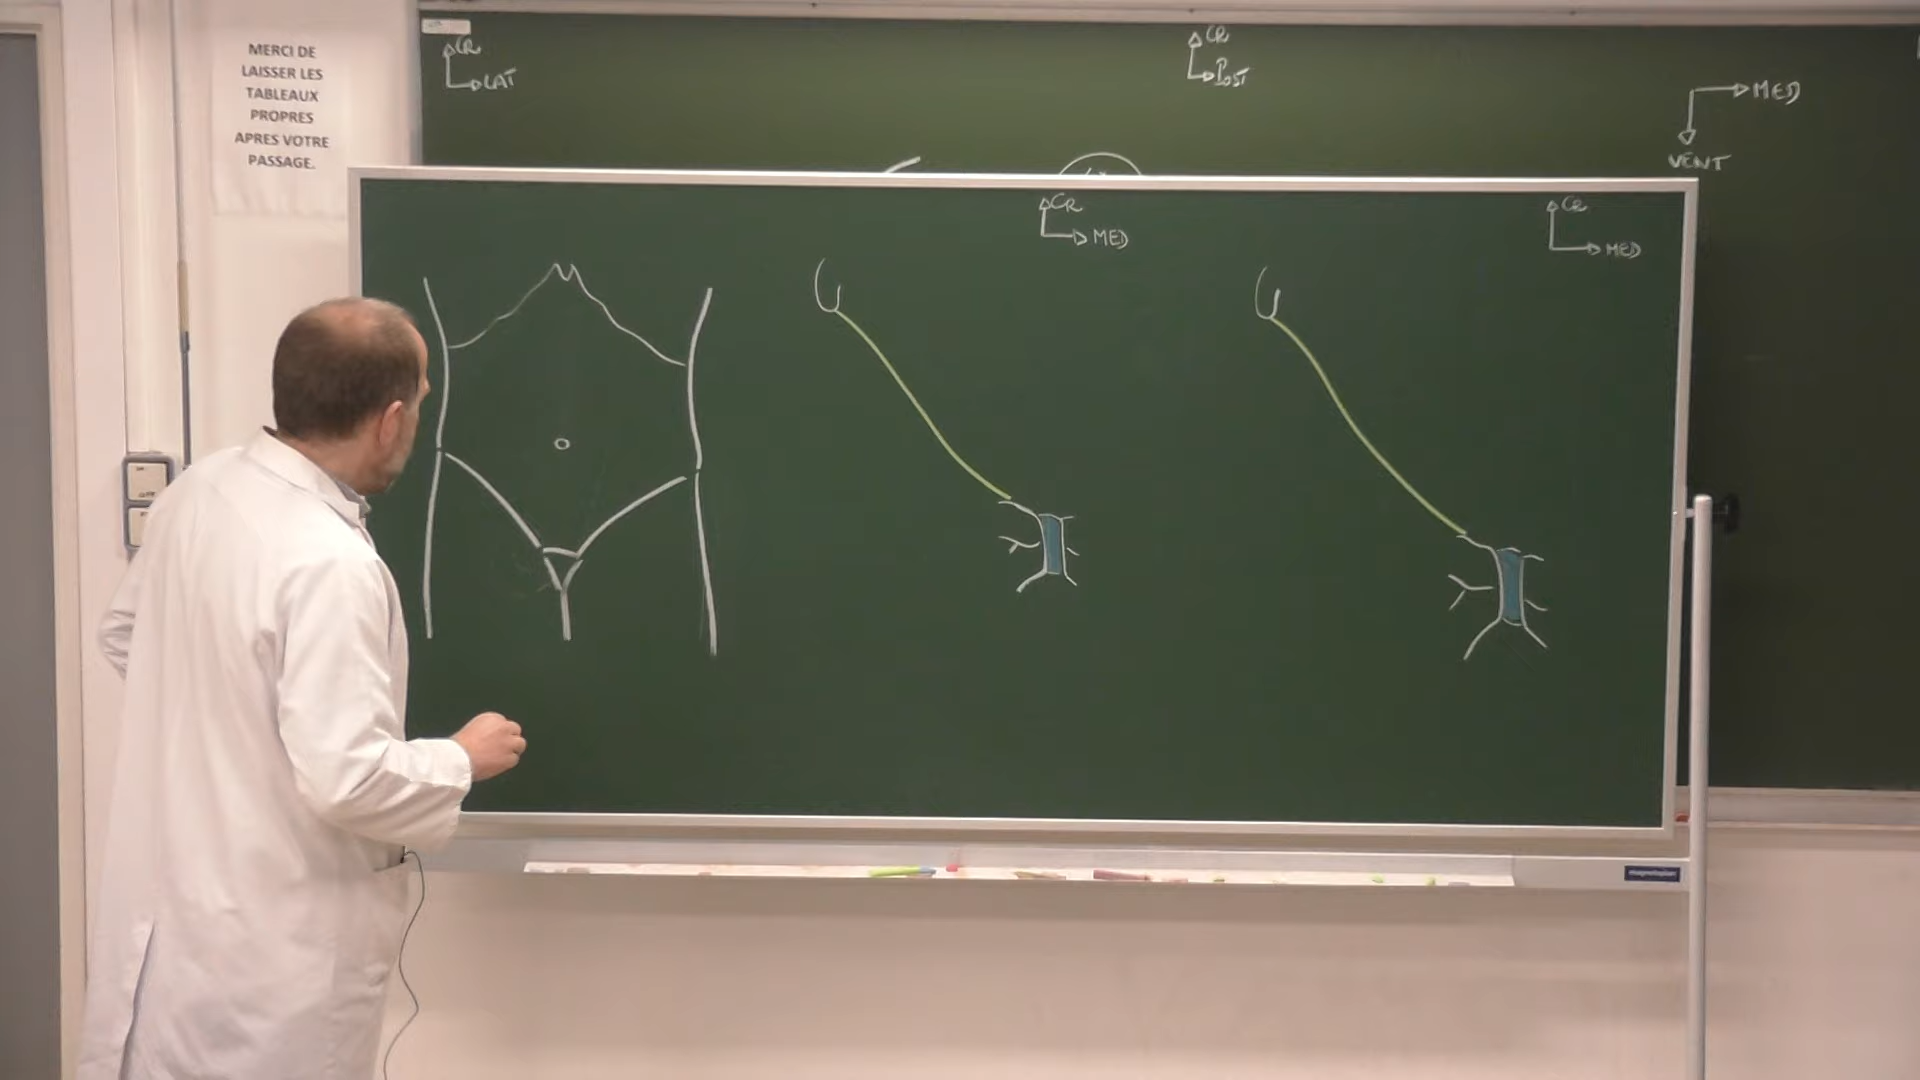 MERCI DE
LAISSER LES
TABLEAUX
PROPRES
APRES VOTRE
PASSAGE.
CR
LAT
CR
POST
MED
VENT
CR
MED
CR
MED
magnetoplan